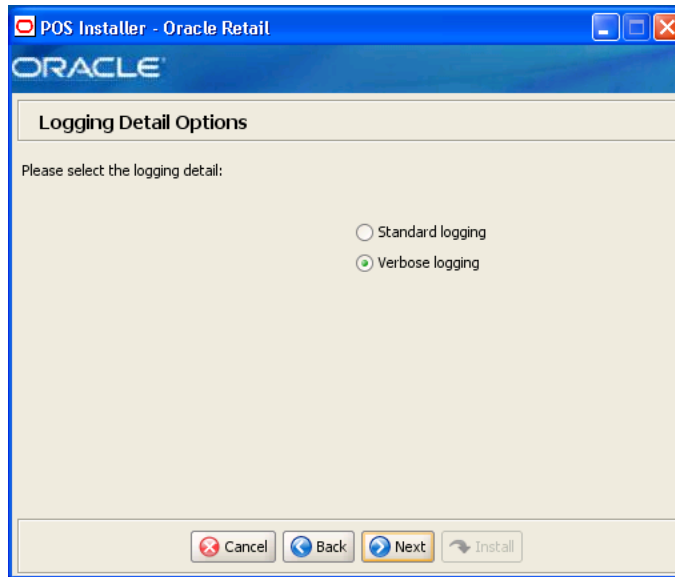 POS Installer - Oracle Retail
ORACLE
Logging Detail Options
Please select the logging detail:
Standard logging
Verbose logging
Cancel Back Next Install